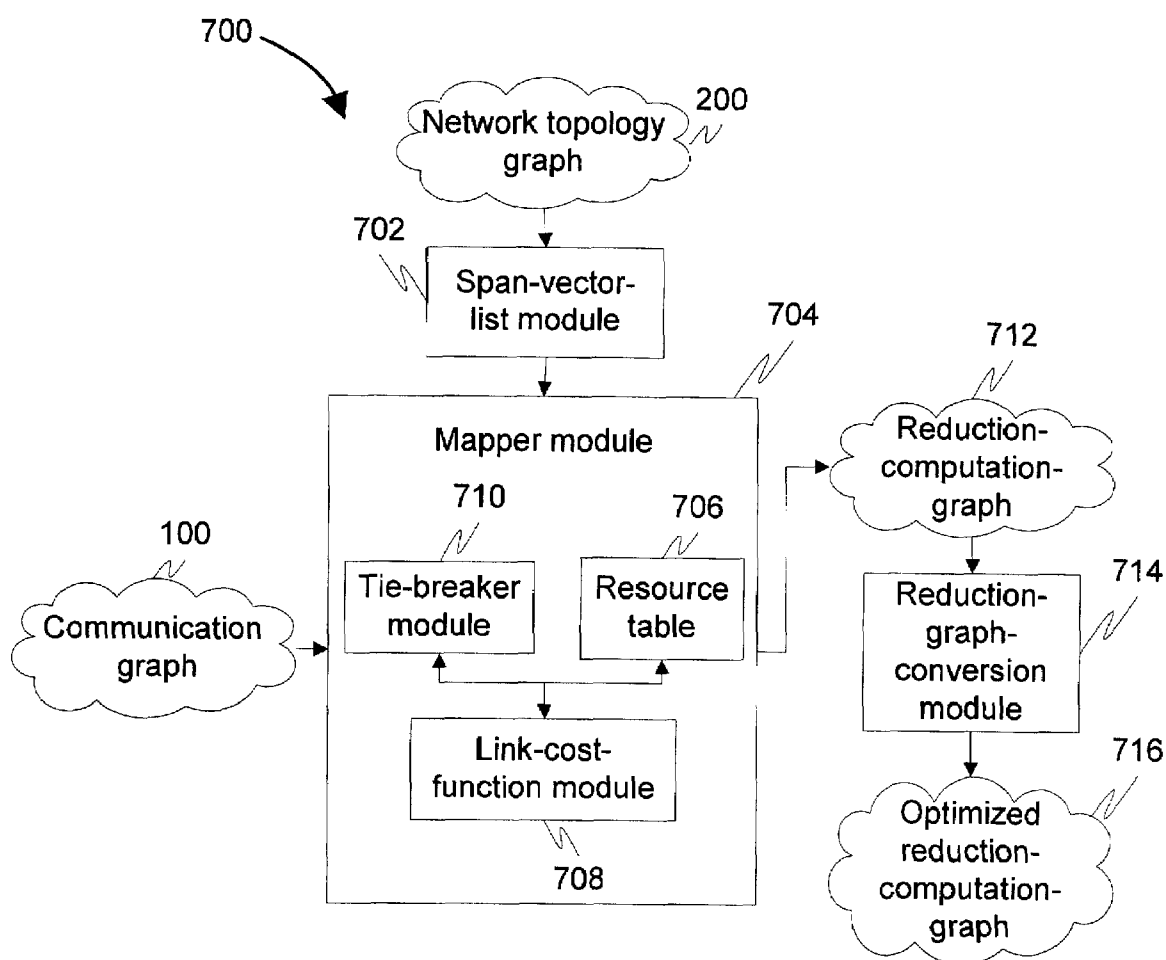 700
200
Network topology
graph
702
Span-vector-
list module
704
712
Mapper module
Reduction-
computation-
graph
710
706
100
Tie-breaker
module
Resource
table
714
Communication
graph
Reduction-
graph-
conversion
module
Link-cost-
function module
716
708
Optimized
reduction-
computation-
graph